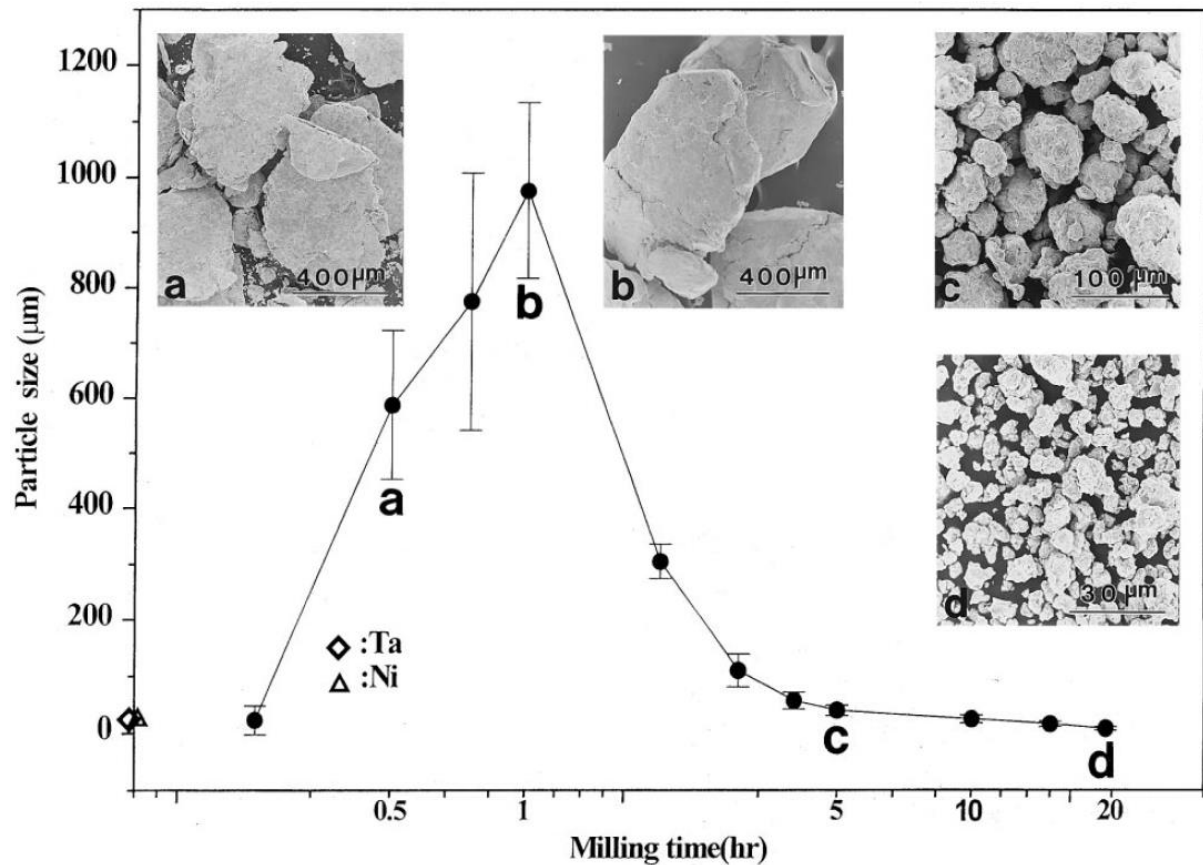 1200
1000
800
600
400
200
0
Particle size (μm)
a
400μm
b
400μm
c
100 μm
d
30 μm
a
b
c
d
◇ :Ta
△ :Ni
0.5
1
5
10
20
Milling time(hr)